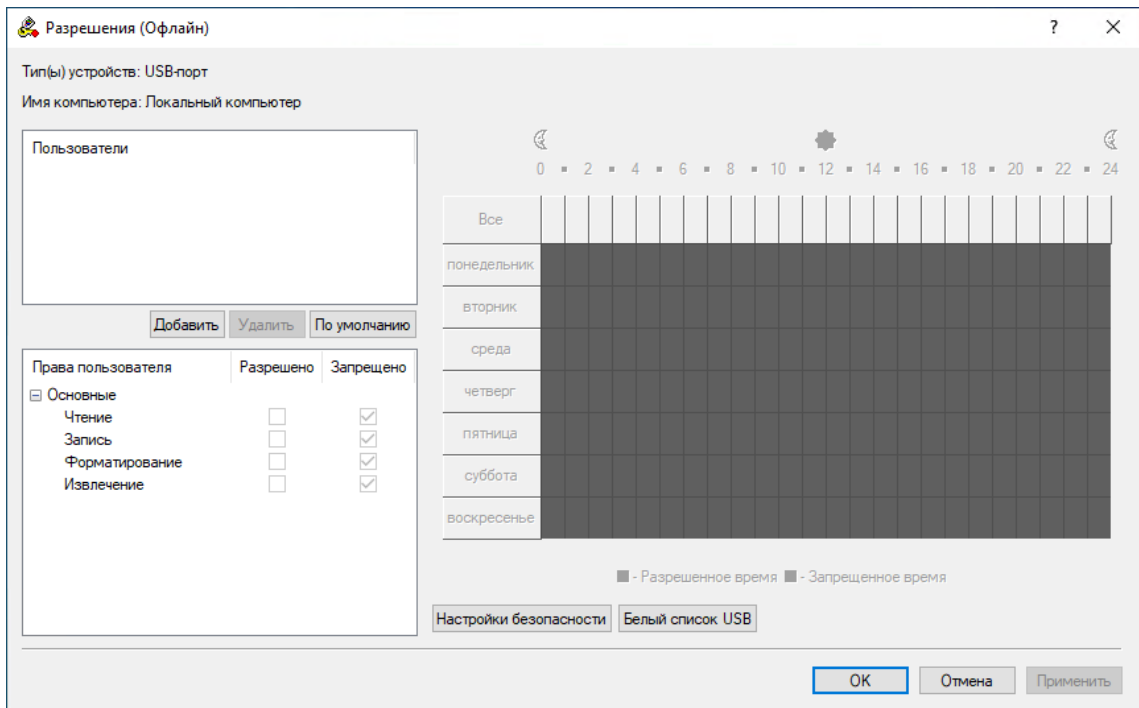 Разрешения (Офлайн)
?
Тип(ы) устройств: USB-порт
Имя компьютера: Локальный компьютер
Пользователи
Добавить Удалить По умолчанию
Права пользователя Разрешено Запрещено
Основные
Чтение
Запись
Форматирование
Извлечение
0 2 4 6 8 10 12 14 16 18 20 22 24
Все
понедельник
вторник
среда
четверг
пятница
суббота
воскресенье
- Разрешенное время - Запрещенное время
Настройки безопасности Белый список USB
OK Отмена Применить